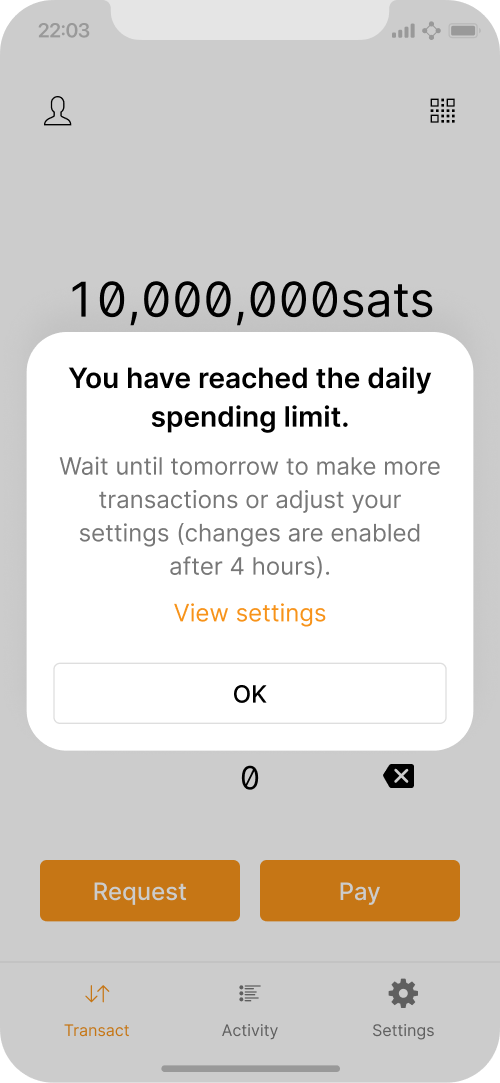 22:03
10,000,000sats
You have reached the daily
spending limit.
Wait until tomorrow to make more
transactions or adjust your
settings (changes are enabled
after 4 hours).
View settings
OK
0
Request
Pay
Transact
Activity
Settings